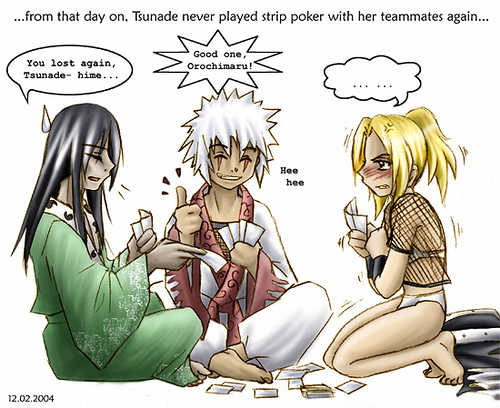 ...from that day on, Tsunade never played strip poker with her teammates again...
You lost again,
Tsunade- hime...
Good one,
Orochimaru!
... ...
Hee
hee
12.02.2004